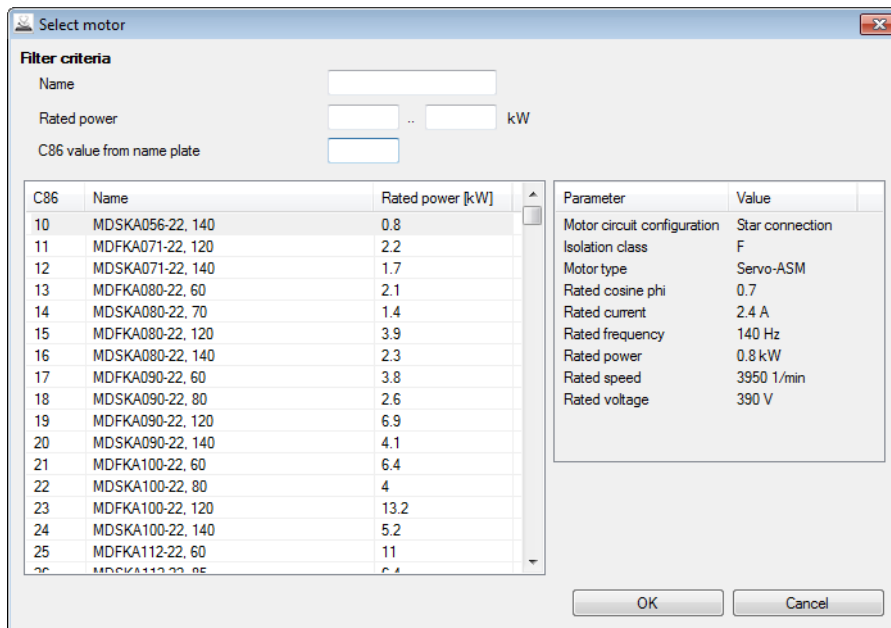 Select motor
Filter criteria
Name
Rated power .. kW
C86 value from name plate
C86 Name Rated power [kW]
10 MDSKA056-22, 140 0.8
11 MDFKA071-22, 120 2.2
12 MDSKA071-22, 140 1.7
13 MDFKA080-22, 60 2.1
14 MDSKA080-22, 70 1.4
15 MDFKA080-22, 120 3.9
16 MDSKA080-22, 140 2.3
17 MDFKA090-22, 60 3.8
18 MDSKA090-22, 80 2.6
19 MDFKA090-22, 120 6.9
20 MDSKA090-22, 140 4.1
21 MDFKA100-22, 60 6.4
22 MDSKA100-22, 80 4
23 MDFKA100-22, 120 13.2
24 MDSKA100-22, 140 5.2
25 MDFKA112-22, 60 11
Parameter Value
Motor circuit configuration Star connection
Isolation class F
Motor type Servo-ASM
Rated cosine phi 0.7
Rated current 2.4 A
Rated frequency 140 Hz
Rated power 0.8 kW
Rated speed 3950 1/min
Rated voltage 390 V
OK Cancel